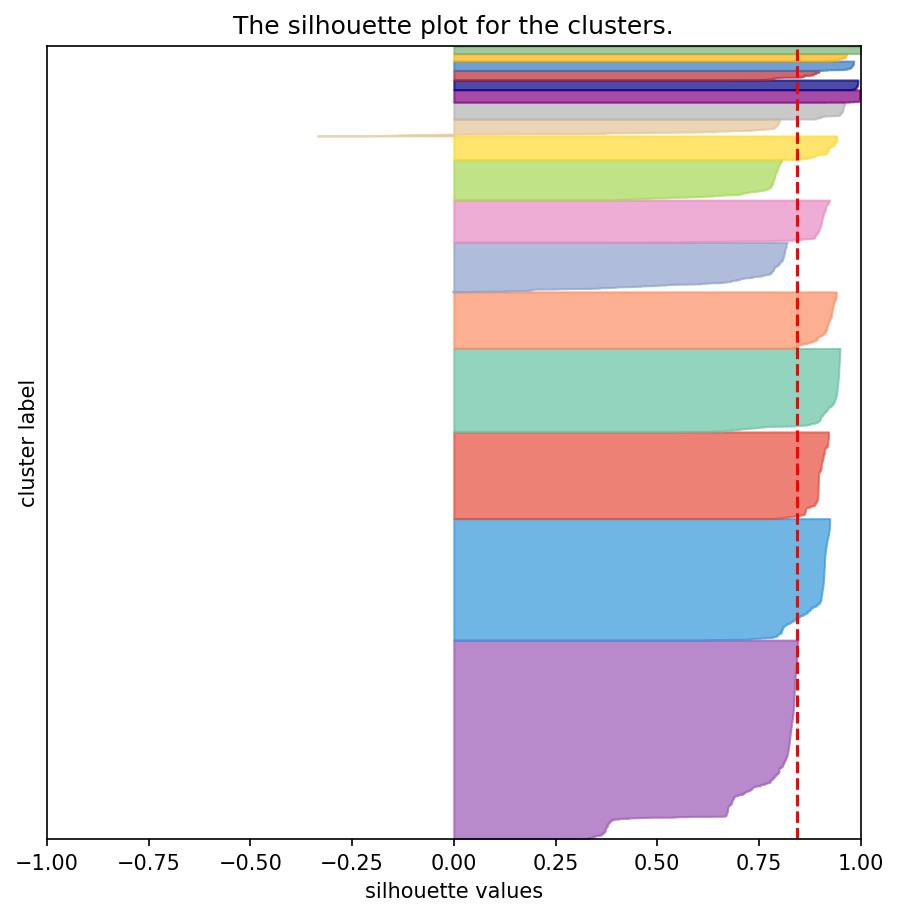 The silhouette plot for the clusters.
cluster label
−1.00 −0.75 −0.50 −0.25 0.00 0.25 0.50 0.75 1.00
silhouette values